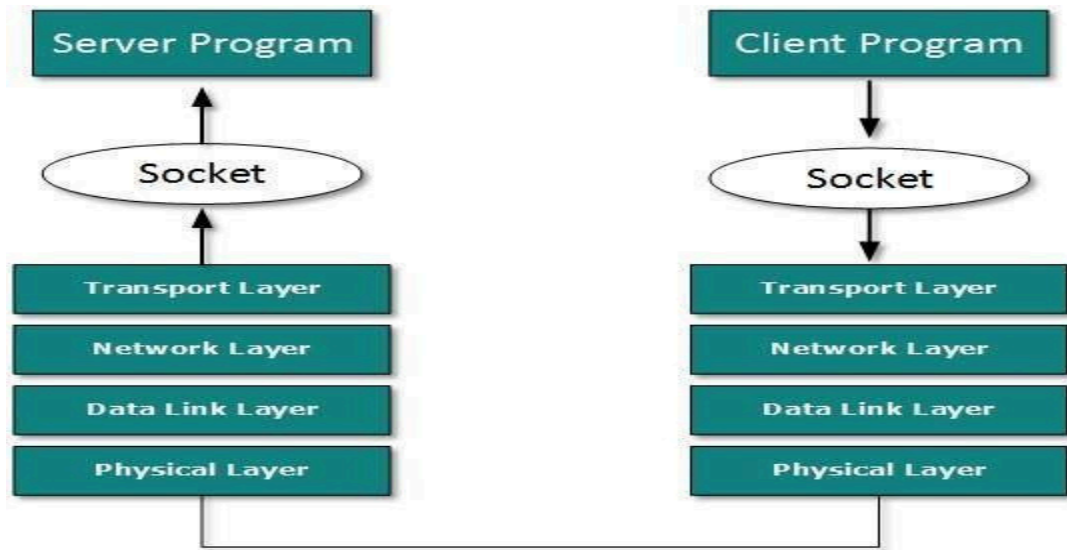 Server Program
Client Program
Socket
Socket
Transport Layer
Transport Layer
Network Layer
Network Layer
Data Link Layer
Data Link Layer
Physical Layer
Physical Layer